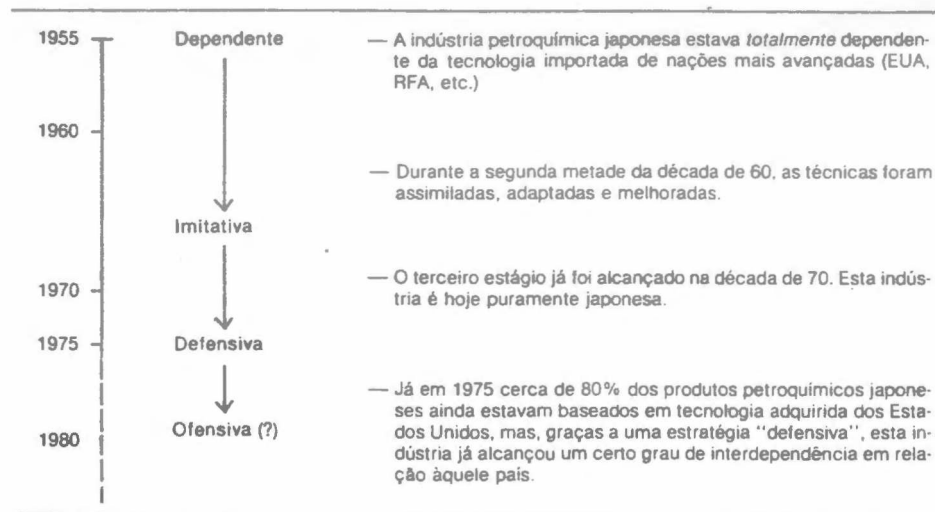 1955 Dependente — A indústria petroquímica japonesa estava totalmente dependen-
te da tecnologia importada de nações mais avançadas (EUA,
RFA, etc.)
1960
— Durante a segunda metade da década de 60, as técnicas foram
assimiladas, adaptadas e melhoradas.
Imitativa
— O terceiro estágio já foi alcançado na década de 70. Esta indús-
1970
tria é hoje puramente japonesa.
1975 Defensiva
— Já em 1975 cerca de 80% dos produtos petroquímicos japone-
ses ainda estavam baseados em tecnologia adquirida dos Esta-
Ofensiva (?)
dos Unidos, mas, graças a uma estratégia "defensiva", esta in-
1980
dústria já alcançou um certo grau de interdependência em rela-
ção àquele país.